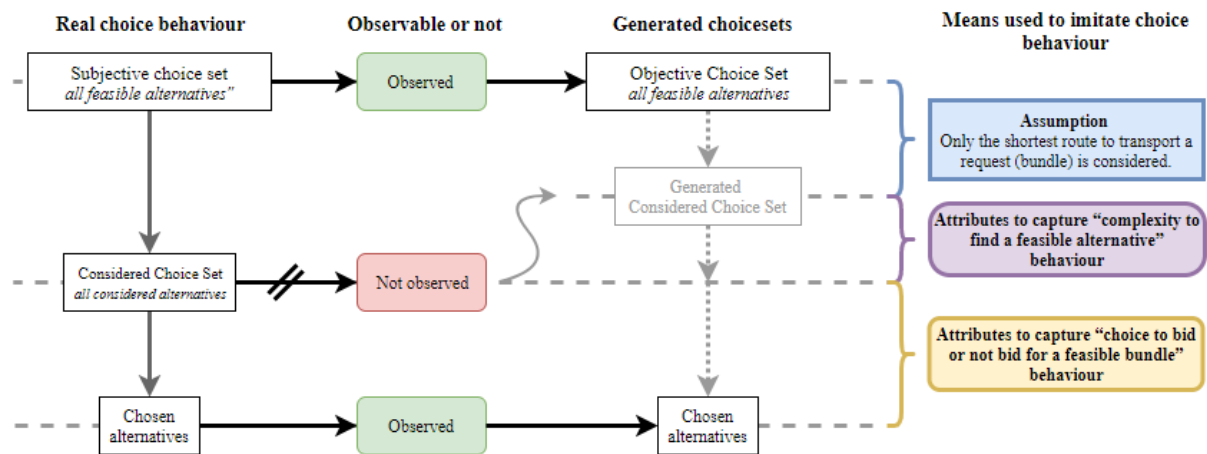 Real choice behaviour
Observable or not
Generated choicesets
Means used to imitate choice
behaviour
Subjective choice set
all feasible alternatives"
Observed
Objective Choice Set
all feasible alternatives
Assumption
Only the shortest route to transport a
request (bundle) is considered.
Generated
Considered Choice Set
Attributes to capture “complexity to
find a feasible alternative”
behaviour
Considered Choice Set
all considered alternatives
Not observed
Attributes to capture “choice to bid
or not bid for a feasible bundle”
behaviour
Chosen
alternatives
Observed
Chosen
alternatives